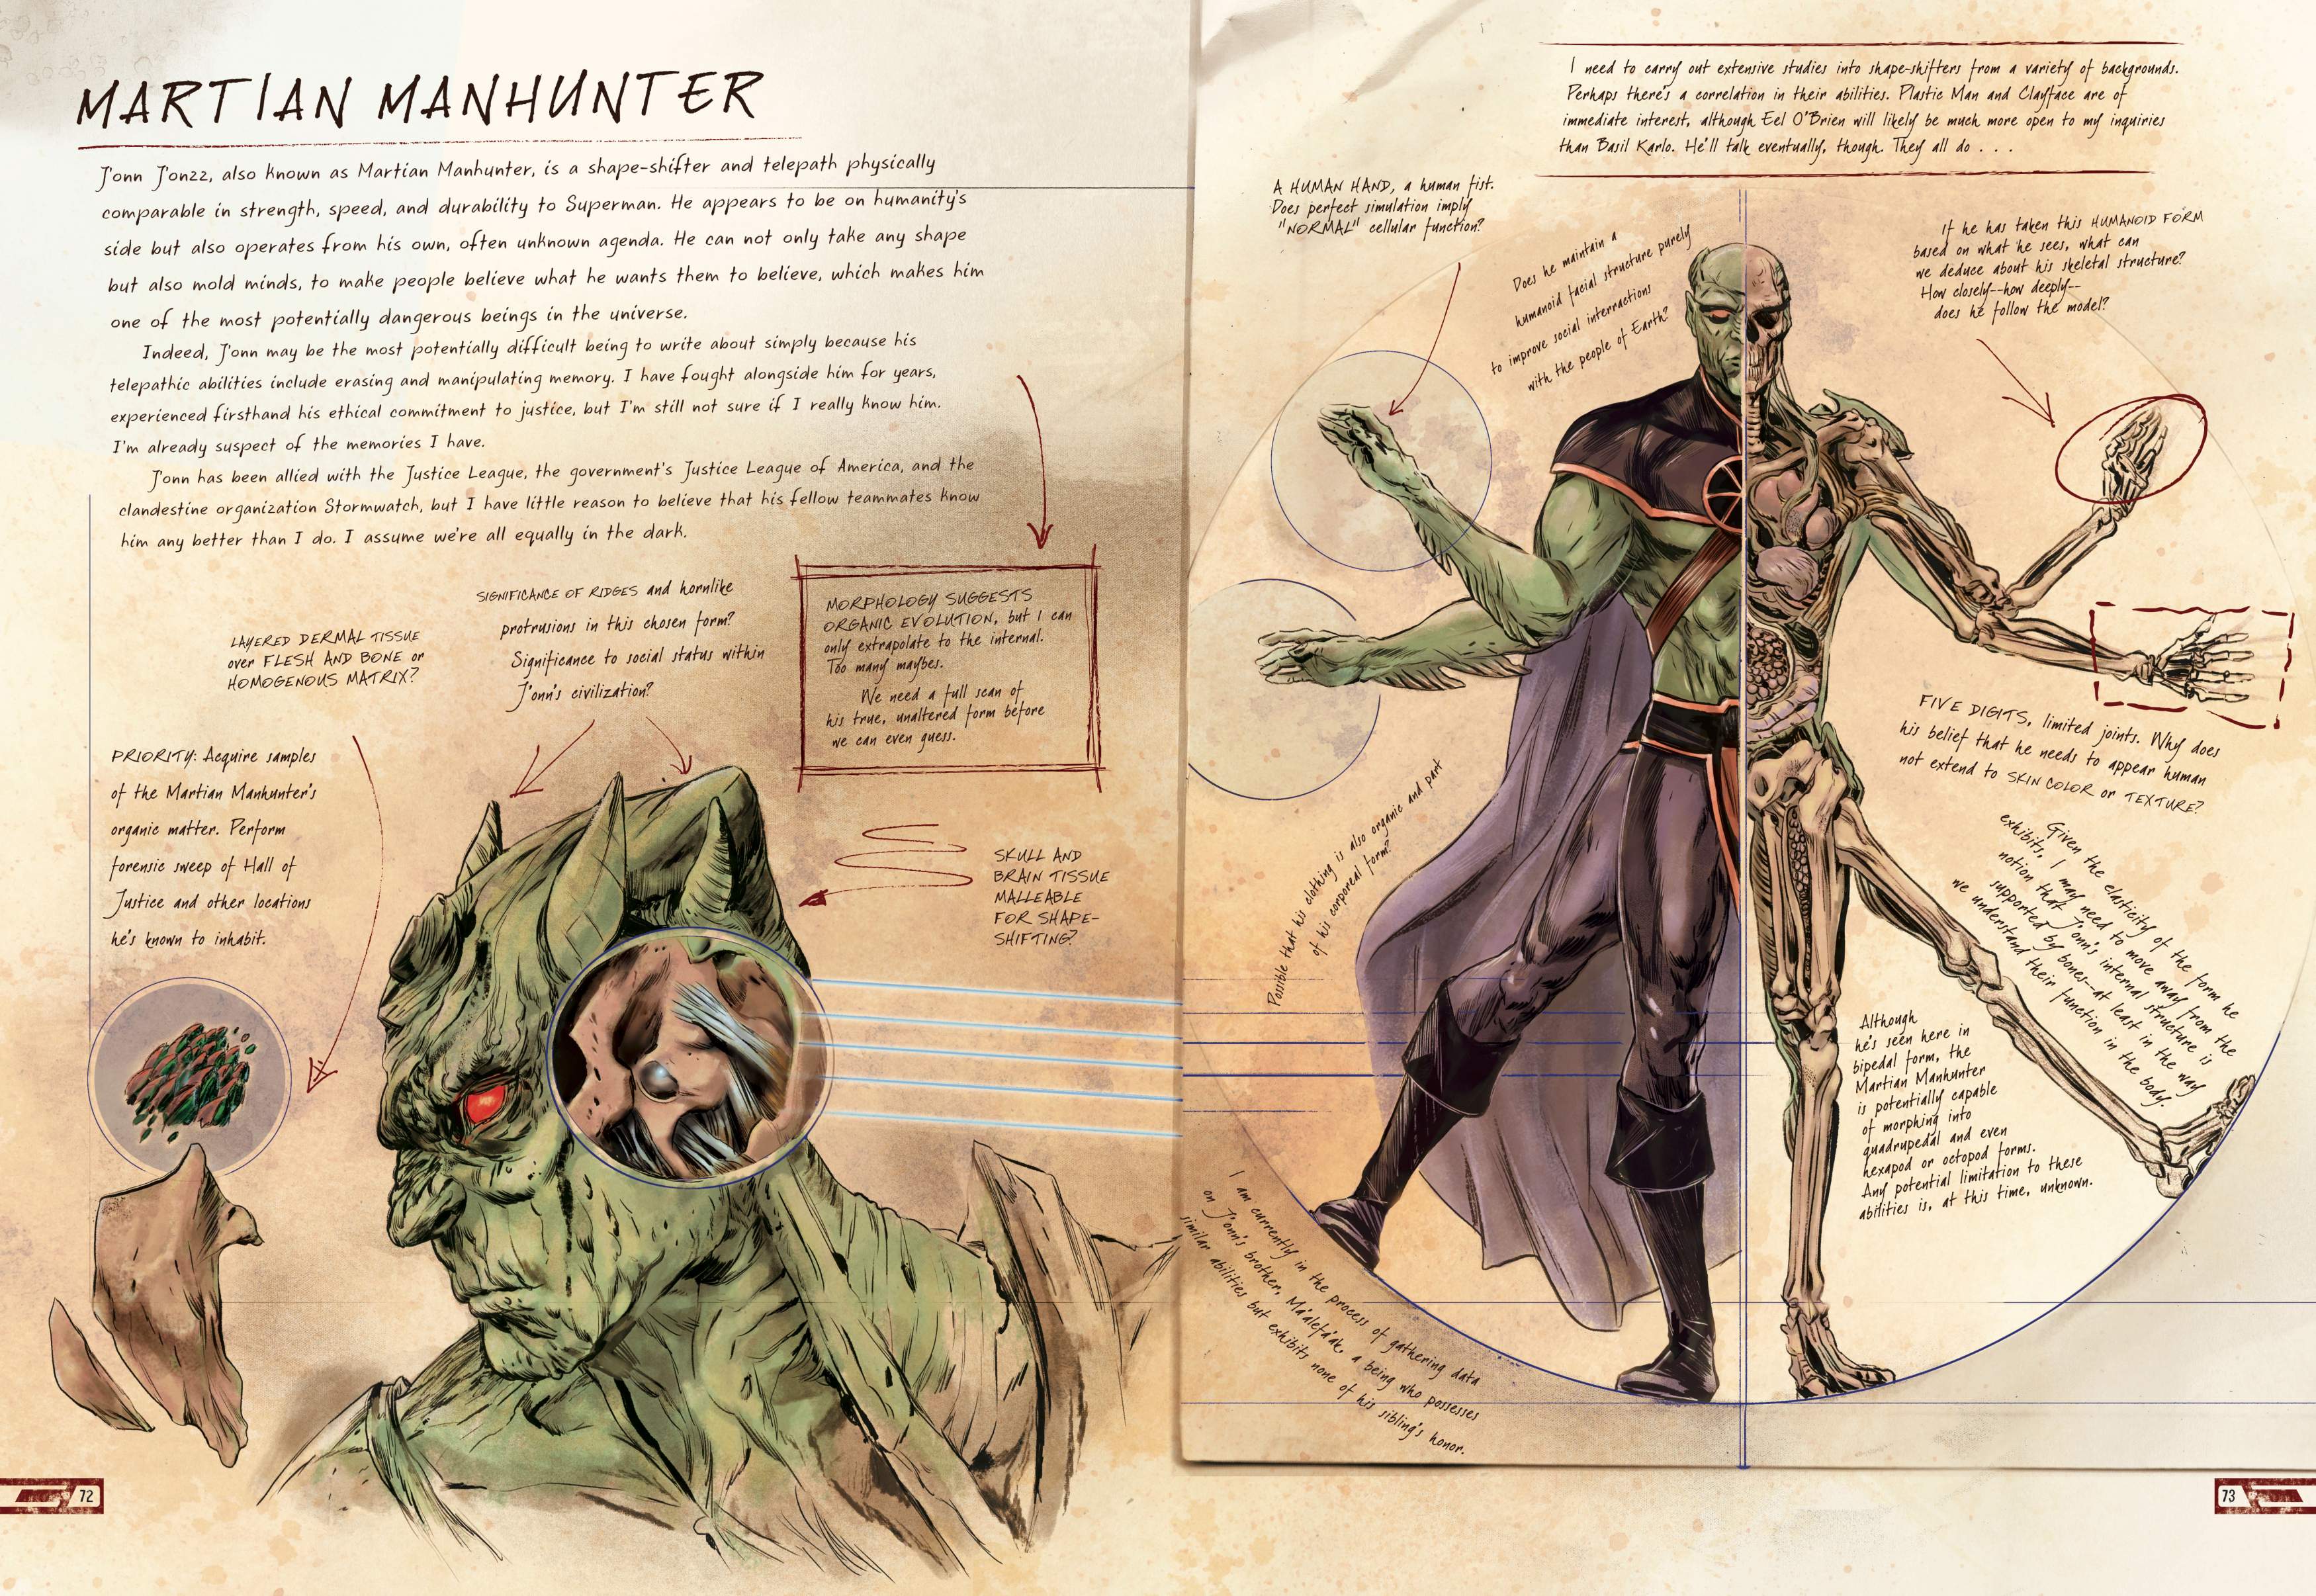 MARTIAN MANHUNTER
J'onn J'onzz, also known as Martian Manhunter, is a shape-shifter and telepath physically
comparable in strength, speed, and durability to Superman. He appears to be on humanity's
side but also operates from his own, often unknown agenda. He can not only take any shape
but also mold minds, to make people believe what he wants them to believe, which makes him
one of the most potentially dangerous beings in the universe.
Indeed, J'onn may be the most potentially difficult being to write about simply because his
telepathic abilities include erasing and manipulating memory. I have fought alongside him for years,
experienced firsthand his ethical commitment to justice, but I'm still not sure if I really know him.
I'm already suspect of the memories I have.
J'onn has been allied with the Justice League, the government's Justice League of America, and the
clandestine organization Stormwatch, but I have little reason to believe that his fellow teammates know
him any better than I do. I assume we're all equally in the dark.
LAYERED DERMAL TISSUE
over FLESH AND BONE or
HOMOGENOUS MATRIX?
SIGNIFICANCE OF RIDGES and hornlike
protrusions in this chosen form?
Significance to social status within
J'onn's civilization?
MORPHOLOGY SUGGESTS
ORGANIC EVOLUTION, but I can
only extrapolate to the internal.
Too many maybes.
We need a full scan of
his true, unaltered form before
we can even guess.
PRIORITY: Acquire samples
of the Martian Manhunter's
organic matter. Perform
forensic sweep of Hall of
Justice and other locations
he's known to inhabit.
SKULL AND
BRAIN TISSUE
MALLEABLE
FOR SHAPE-
SHIFTING?
72
I need to carry out extensive studies into shape-shifters from a variety of backgrounds.
Perhaps there's a correlation in their abilities. Plastic Man and Clayface are of
immediate interest, although Eel O'Brien will likely be much more open to my inquiries
than Basil Karlo. He'll talk eventually, though. They all do . . .
A HUMAN HAND, a human fist.
Does perfect simulation imply
"NORMAL" cellular function?
Does he maintain a
humanoid facial structure purely
to improve social interactions
with the people of Earth?
If he has taken this HUMANOID FORM
based on what he sees, what can
we deduce about his skeletal structure?
How closely--how deeply--
does he follow the model?
FIVE DIGITS, limited joints. Why does
his belief that he needs to appear human
not extend to SKIN COLOR or TEXTURE?
Possible that his clothing is also organic and part
of his corporeal form?
Given the elasticity of the form he
exhibits, I may need to move away from the
notion that J'onn's internal structure is
supported by bones--at least in the way
we understand their function in the body.
Although
he's seen here in
bipedal form, the
Martian Manhunter
is potentially capable
of morphing into
quadrupedal and even
hexapod or octopod forms.
Any potential limitation to these
abilities is, at this time, unknown.
I am currently in the process of gathering data
on J'onn's brother, Ma'alefa'ak, a being who possesses
similar abilities but exhibits none of his sibling's honor.
73